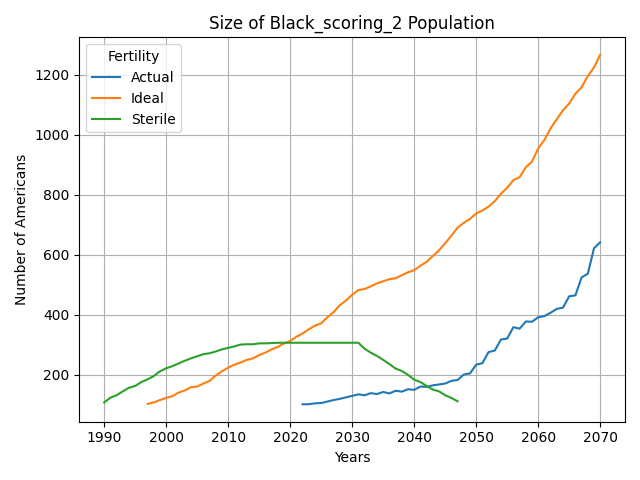 Size of Black_scoring_2 Population
Fertility
Actual
Ideal
Sterile
Number of Americans
1200
1000
800
600
400
200
1990 2000 2010 2020 2030 2040 2050 2060 2070
Years